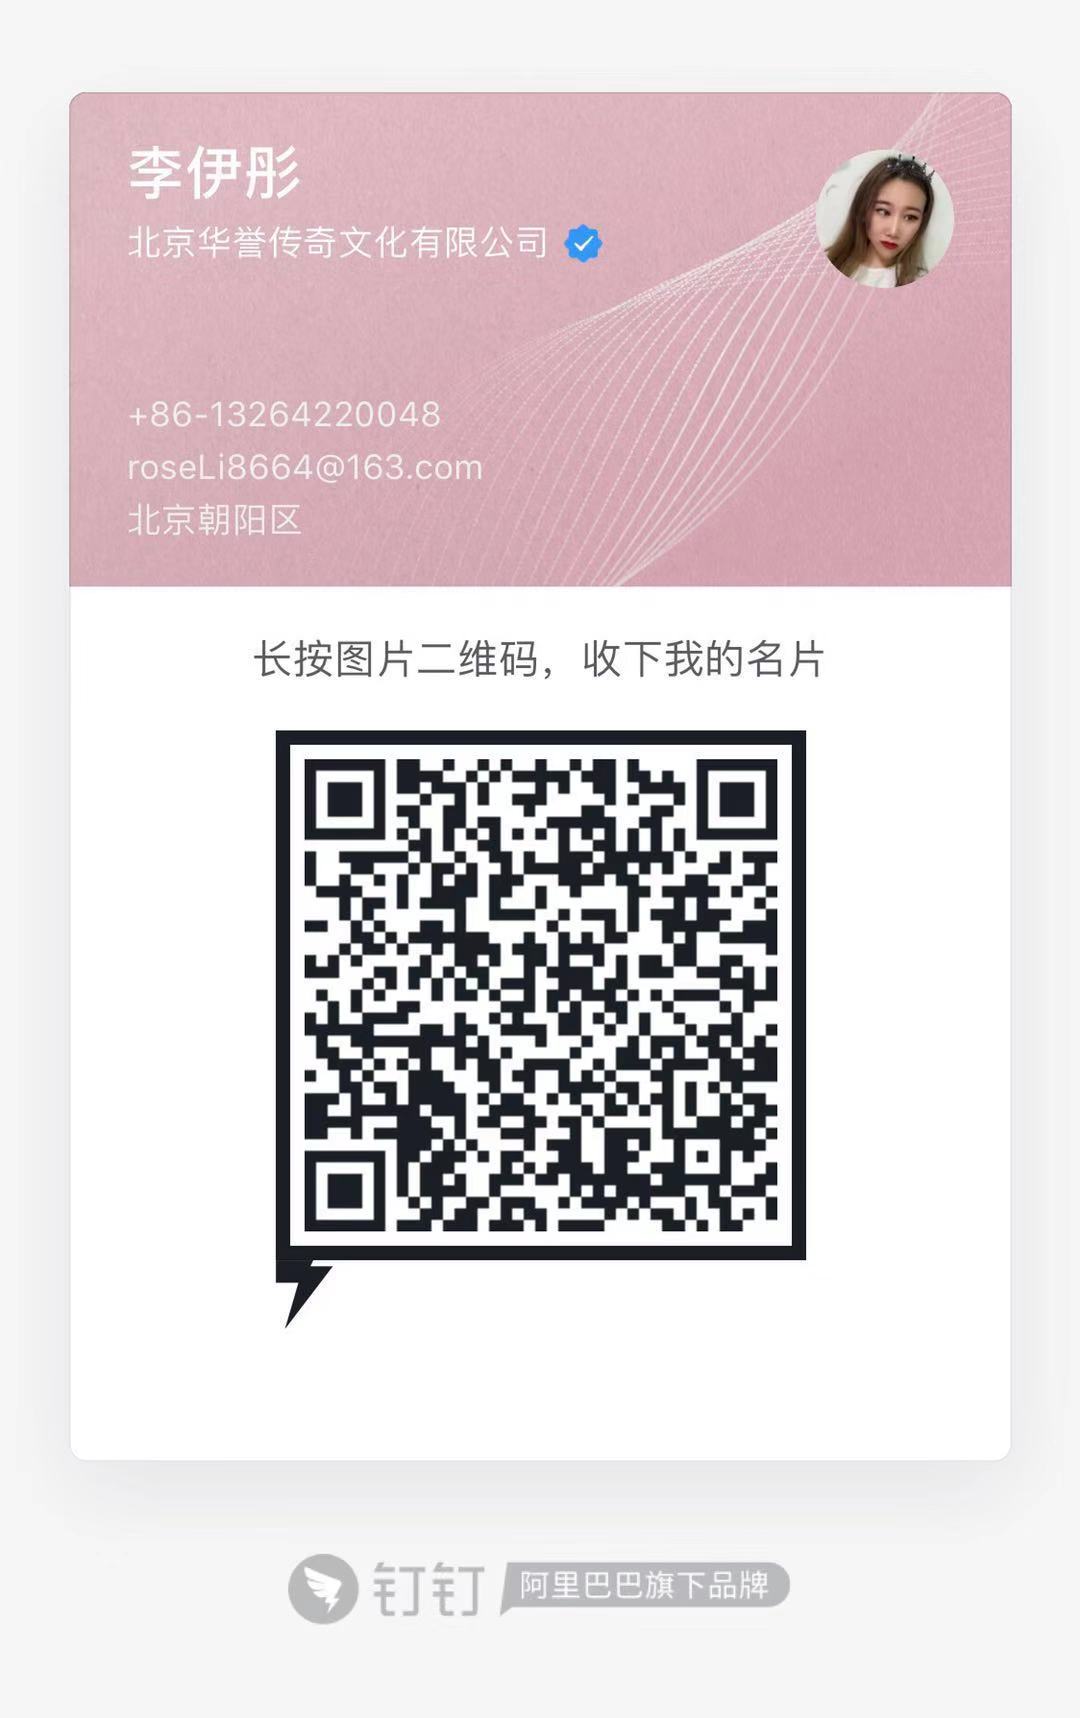 李伊彤
北京华誉传奇文化有限公司
+86-13264220048
roseLi8664@163.com
北京朝阳区
长按图片二维码，收下我的名片
钉钉 阿里巴巴旗下品牌